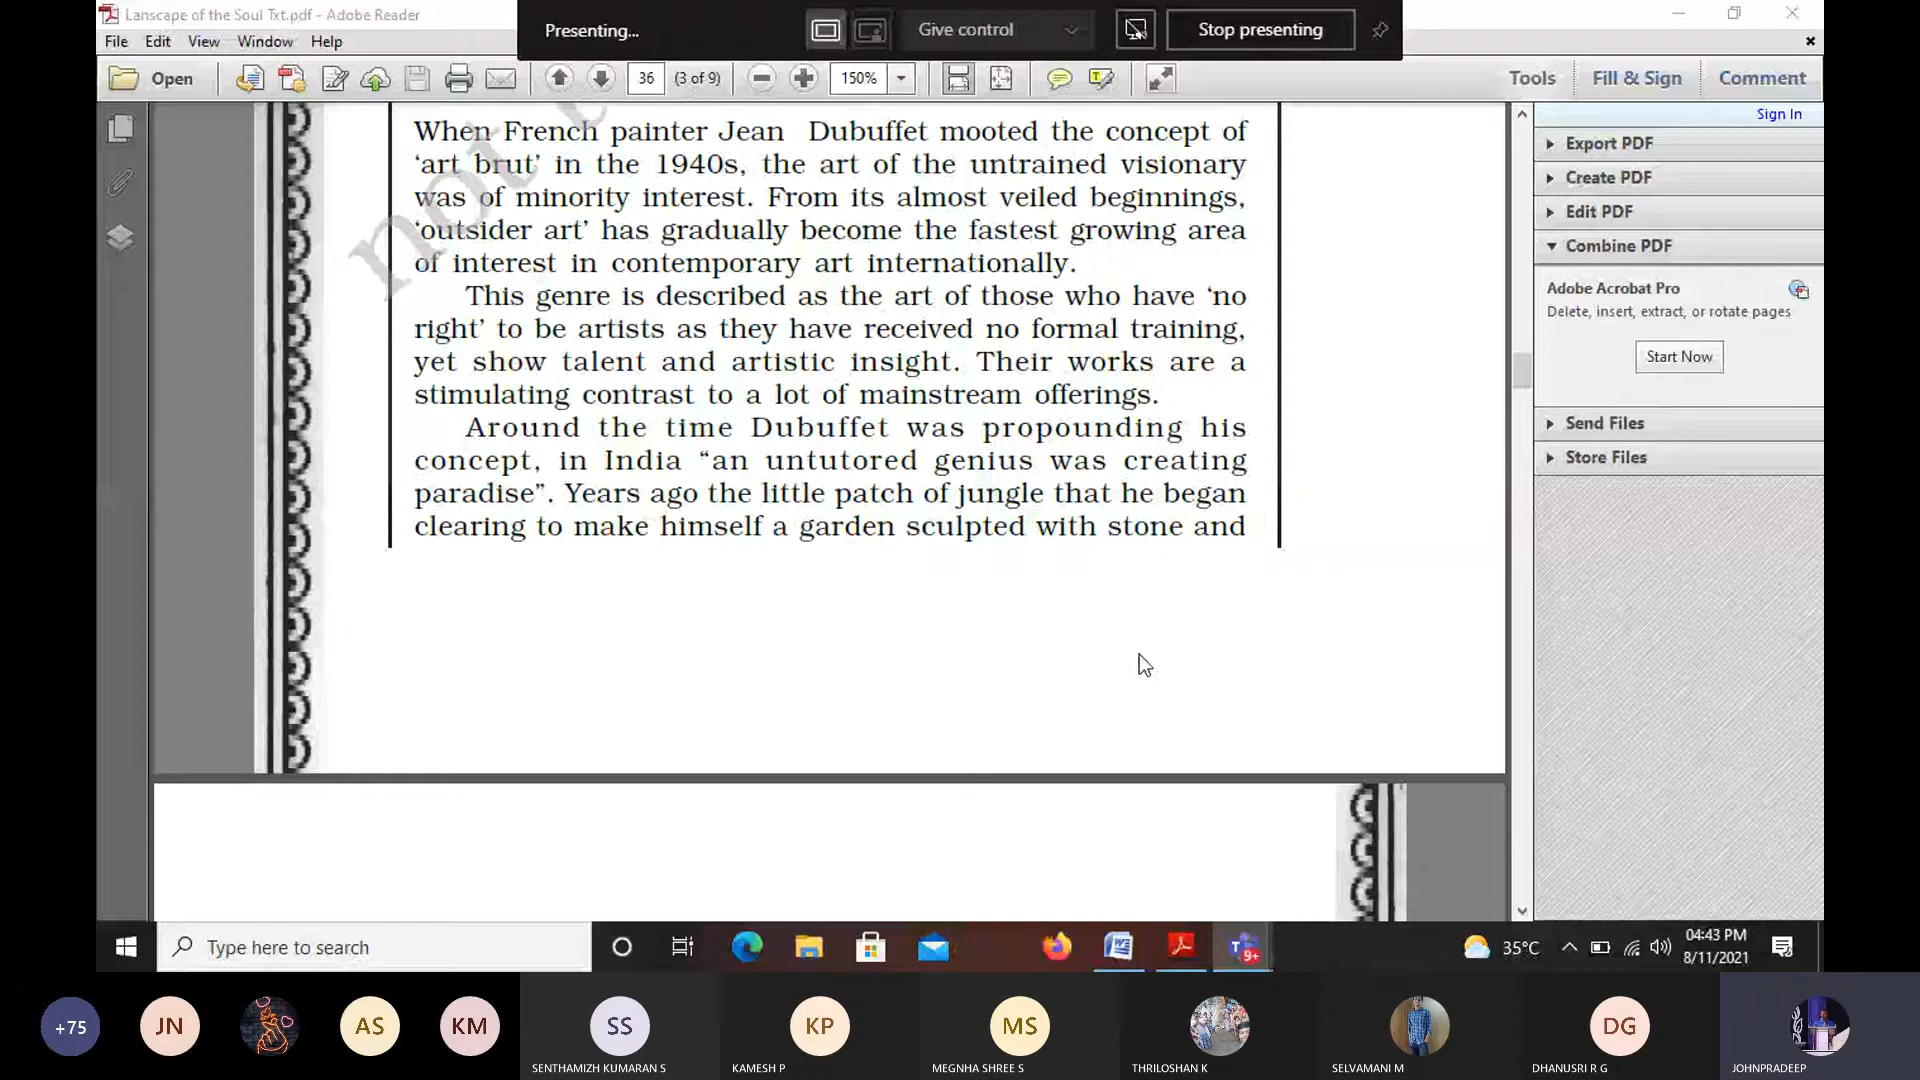 Lanscape of the Soul Txt.pdf - Adobe Reader
Presenting...
Give control
Stop presenting
File Edit View Window Help
Open
36 (3 of 9)
150%
Tools Fill & Sign Comment
Sign In
When French painter Jean Dubuffet mooted the concept of
‘art brut’ in the 1940s, the art of the untrained visionary
was of minority interest. From its almost veiled beginnings,
‘outsider art’ has gradually become the fastest growing area
of interest in contemporary art internationally.
This genre is described as the art of those who have ‘no
right’ to be artists as they have received no formal training,
yet show talent and artistic insight. Their works are a
stimulating contrast to a lot of mainstream offerings.
Around the time Dubuffet was propounding his
concept, in India “an untutored genius was creating
paradise”. Years ago the little patch of jungle that he began
clearing to make himself a garden sculpted with stone and
not
Export PDF
Create PDF
Edit PDF
Combine PDF
Adobe Acrobat Pro
Delete, insert, extract, or rotate pages
Start Now
Send Files
Store Files
Type here to search
9+
35°C
04:43 PM
8/11/2021
+75
JN
AS
KM
SS
SENTHAMIZH KUMARAN S
KP
KAMESH P
MS
MEGNHA SHREE S
THRILOSHAN K
SELVAMANI M
DG
DHANUSRI R G
JOHNPRADEEP